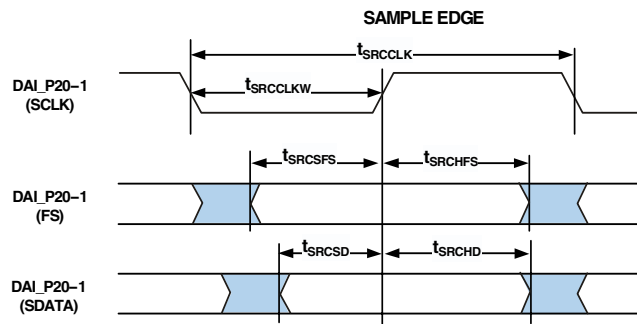 SAMPLE EDGE
tSRCCLK
DAI_P20–1
(SCLK)
tSRCCLKW
tSRCSFS
tSRCHFS
DAI_P20–1
(FS)
tSRCSD
tSRCHD
DAI_P20–1
(SDATA)